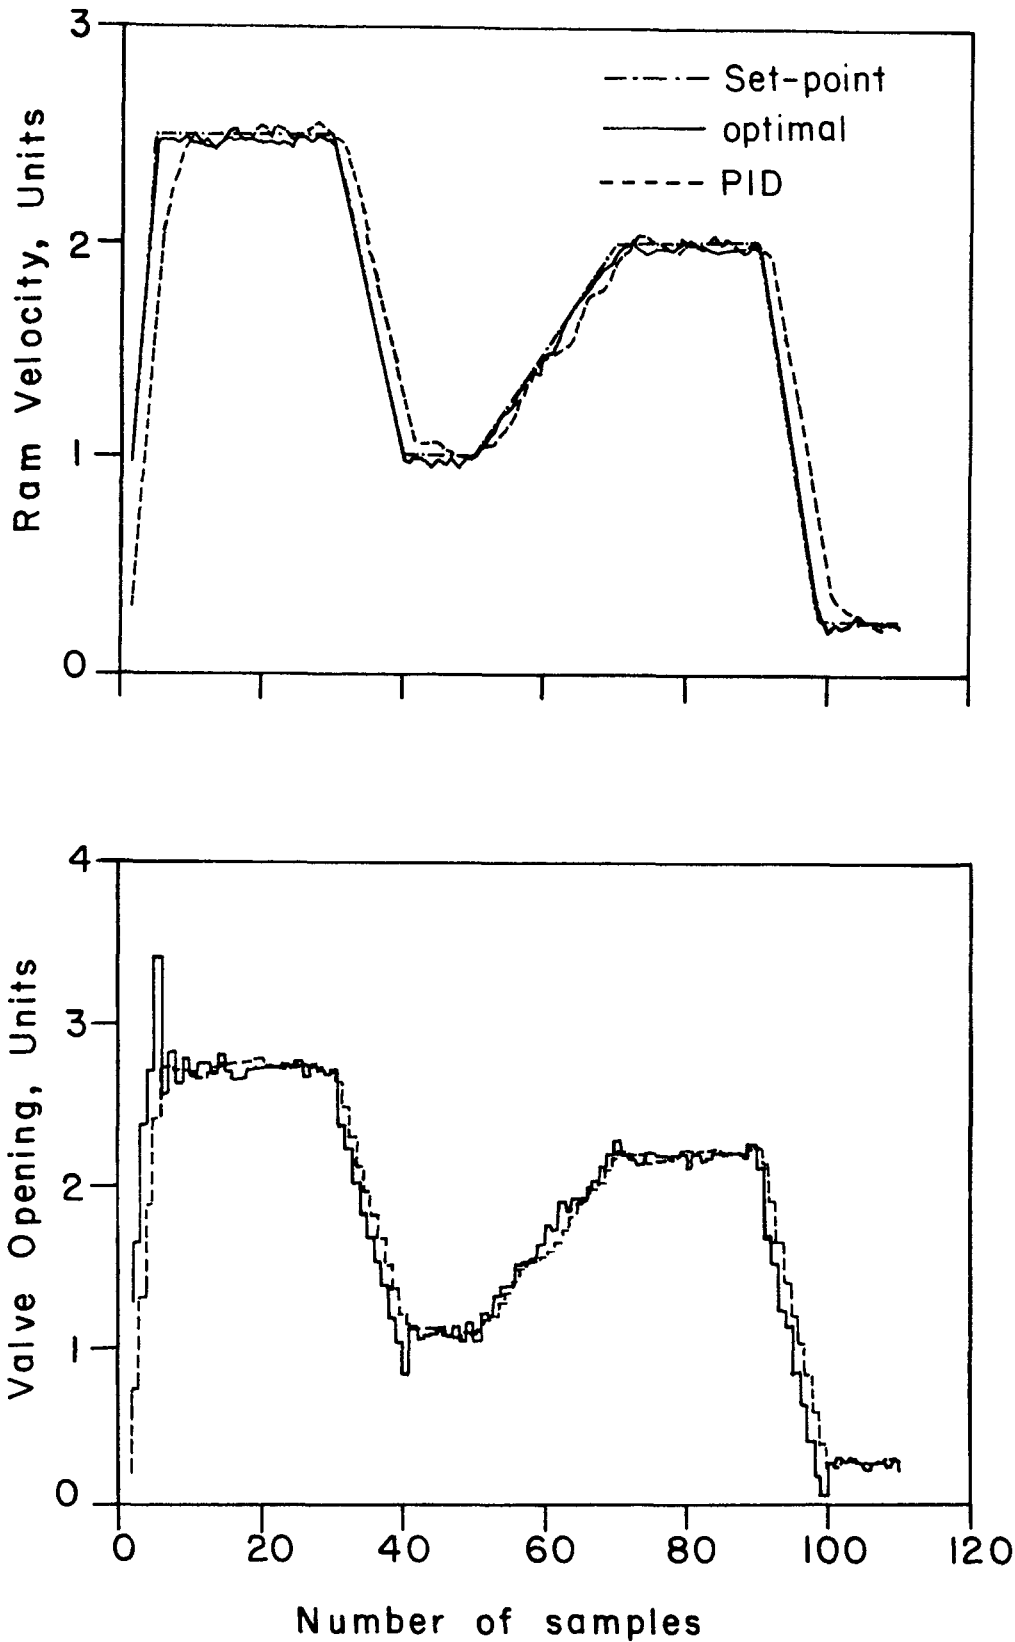 3
2
1
0
Ram Velocity, Units
Set-point
optimal
PID
4
3
2
1
0
Valve Opening, Units
0 20 40 60 80 100 120
Number of samples